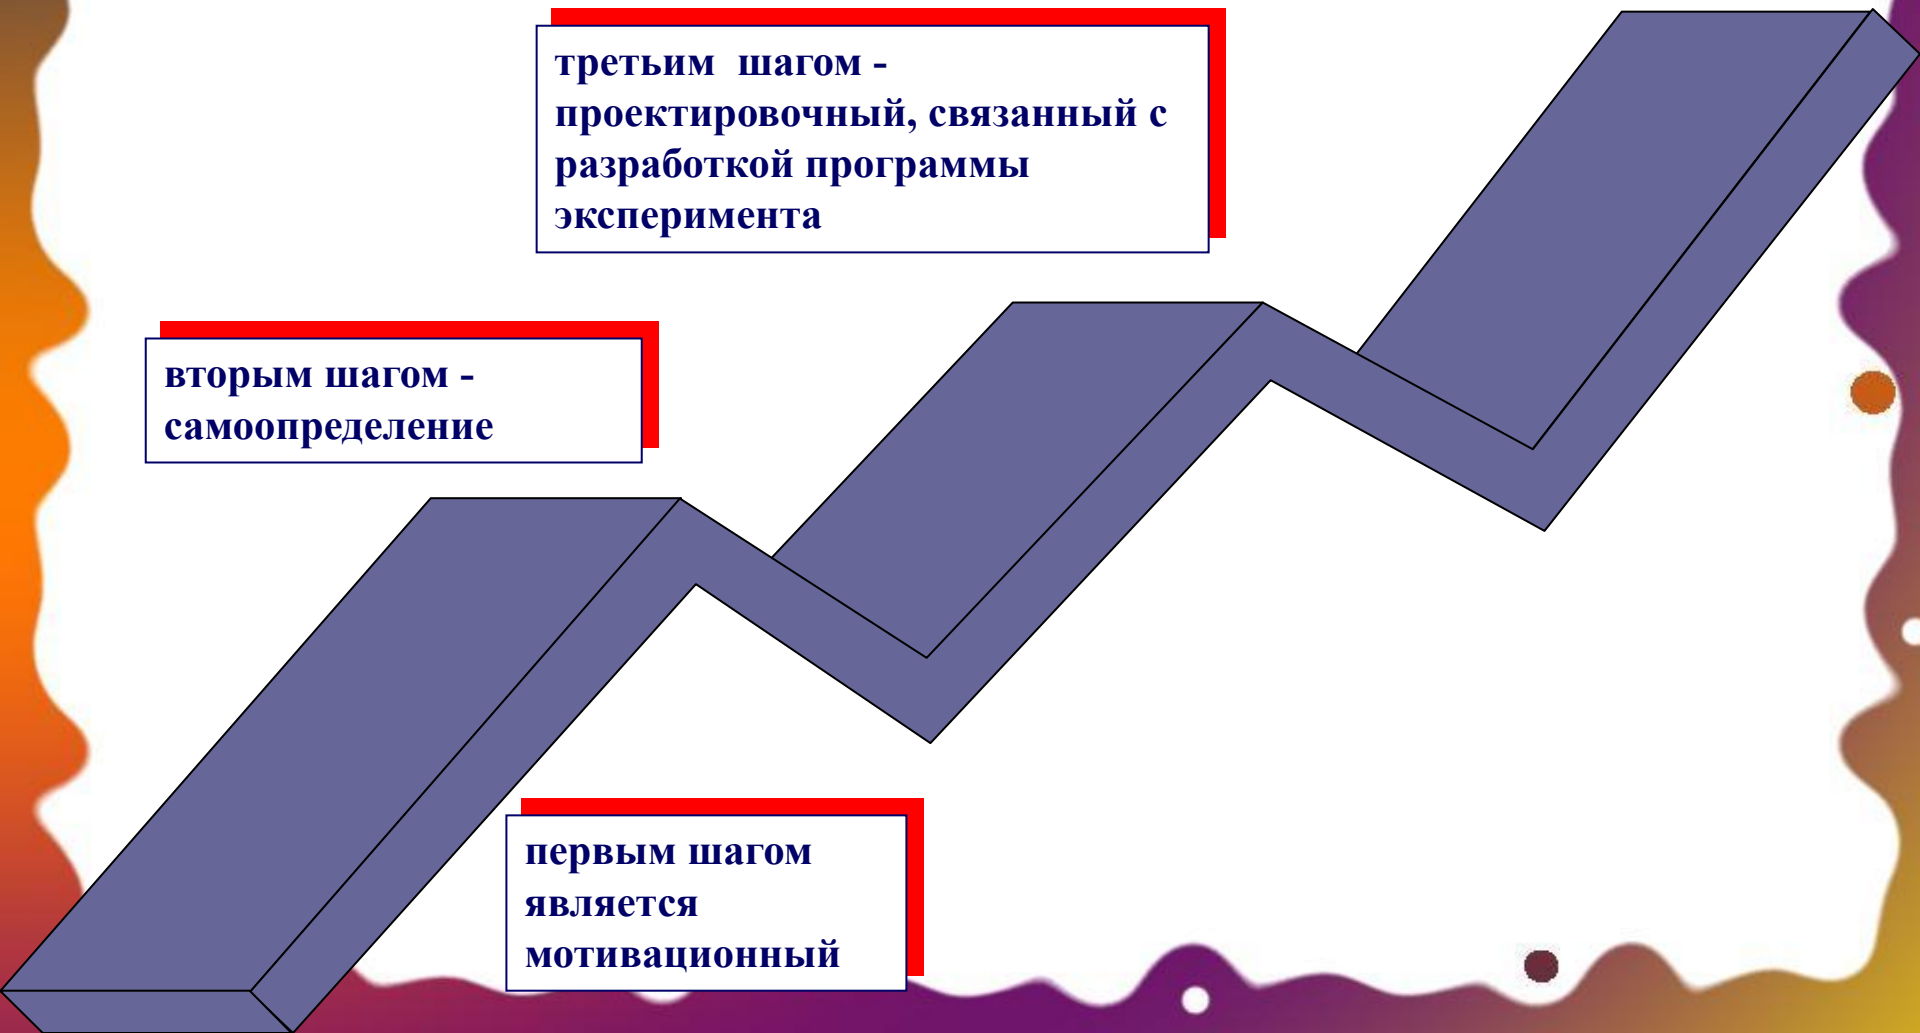 третьим  шагом -
проектировочный, связанный с
разработкой программы
эксперимента
вторым шагом -
самоопределение
первым шагом
является
мотивационный